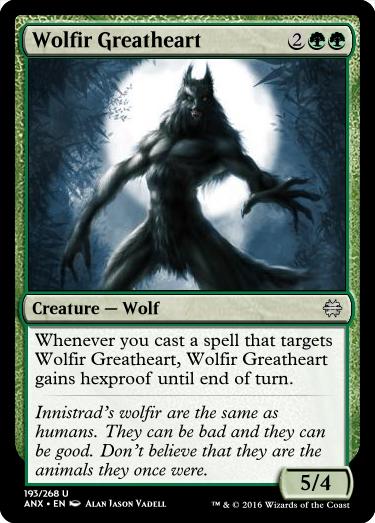 Wolfir Greatheart 2
Creature — Wolf
Whenever you cast a spell that targets
Wolfir Greatheart, Wolfir Greatheart
gains hexproof until end of turn.
Innistrad's wolfir are the same as
humans. They can be bad and they can
be good. Don't believe that they are the
animals they once were.
5/4
193/268 U
ANX • EN Alan Jason Vadell
™ & © 2016 Wizards of the Coast